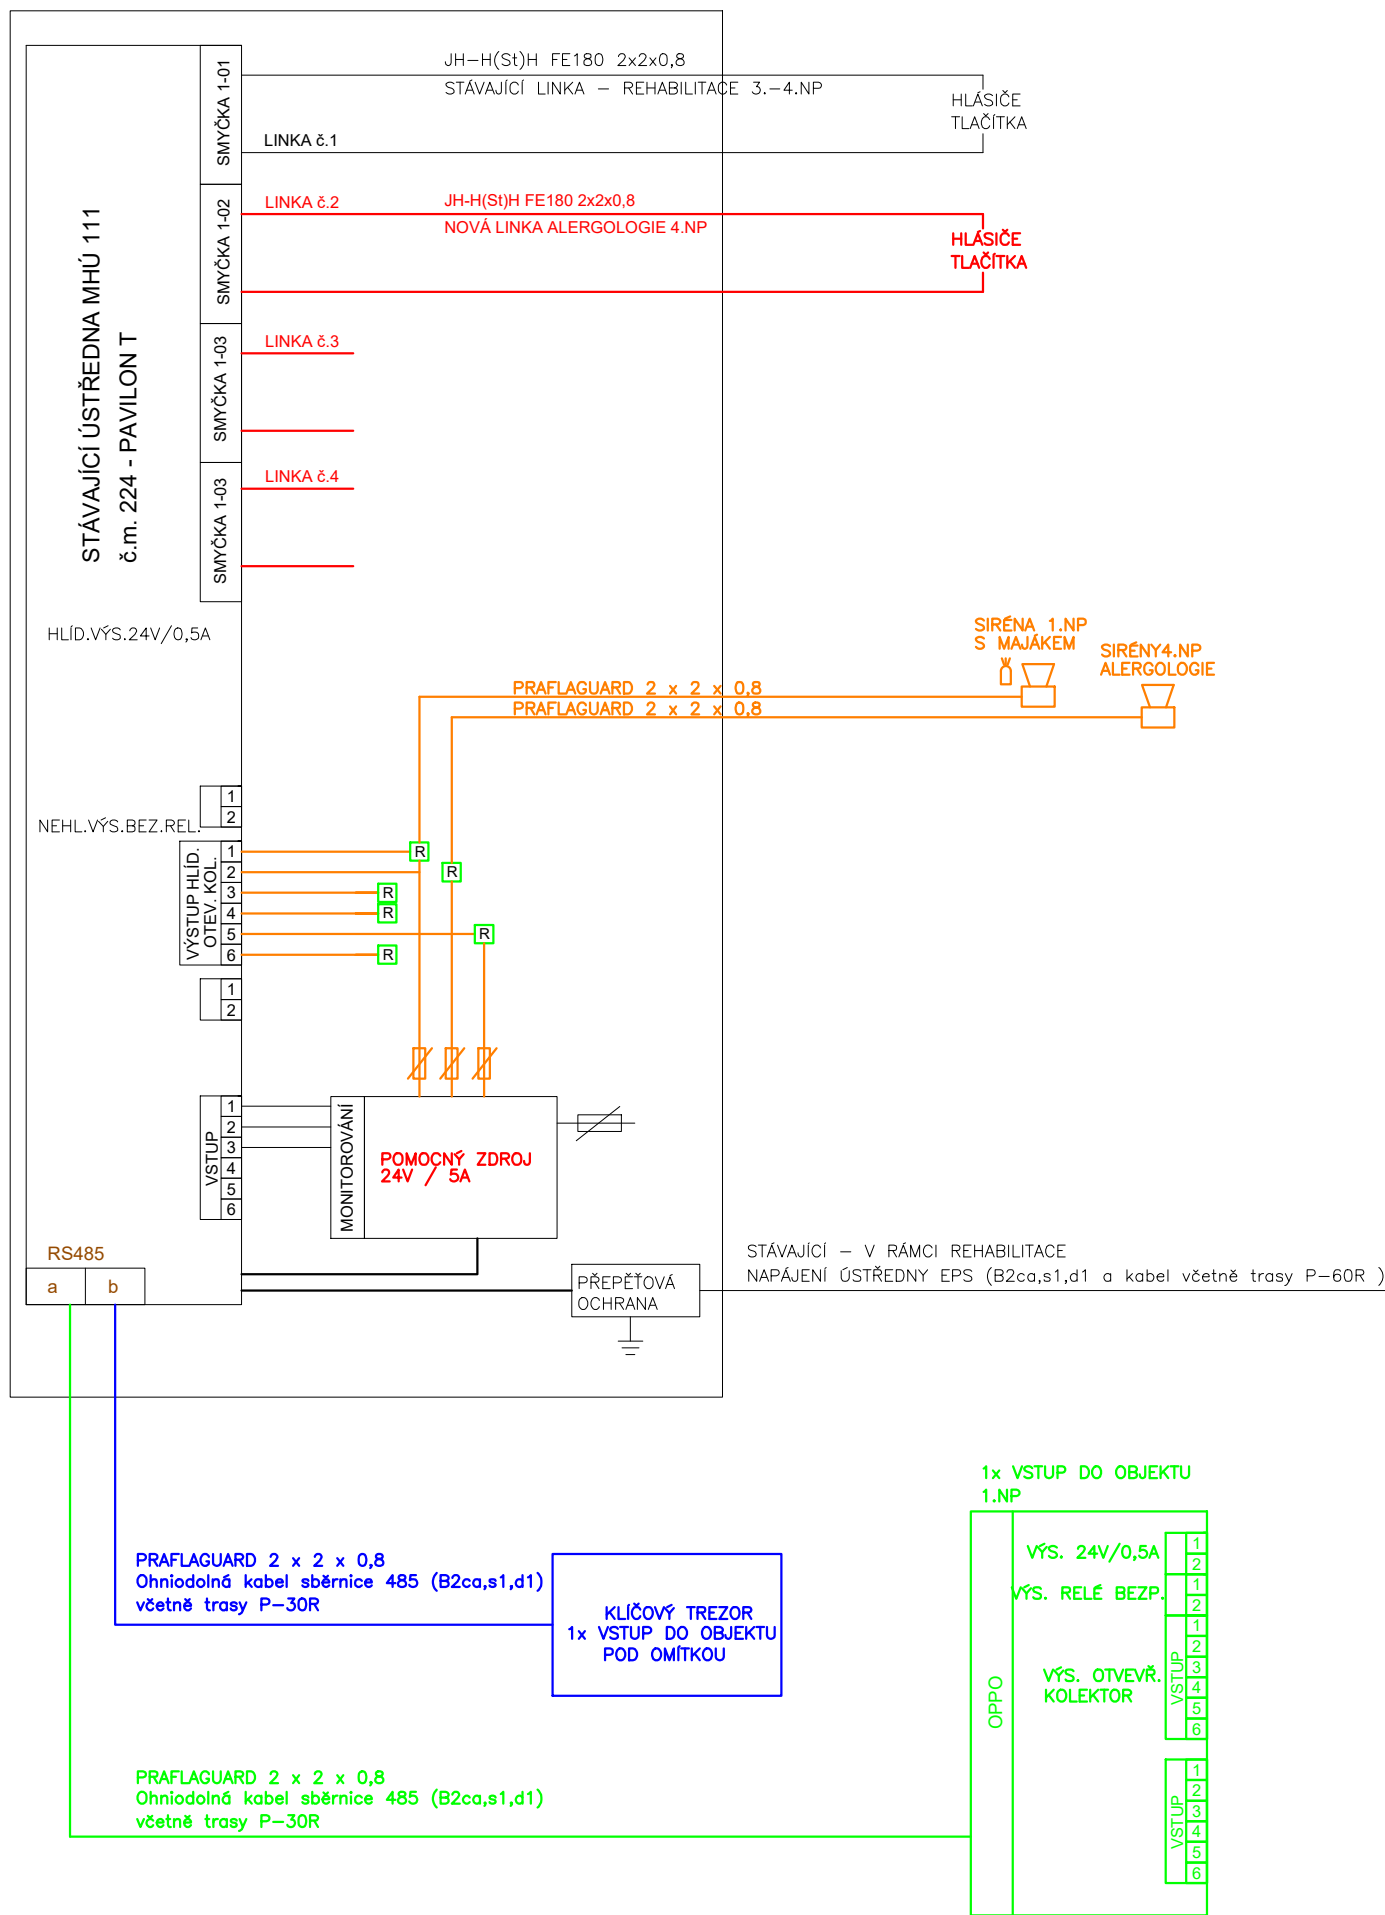 STÁVAJÍCÍ ÚSTŘEDNA MHÚ 111
č.m. 224 - PAVILON T
SMYČKA 1-01
JH-H(St)H FE180 2x2x0,8
STÁVAJÍCÍ LINKA - REHABILITACE 3.-4.NP
LINKA č.1
HLÁSIČE
TLAČÍTKA
SMYČKA 1-02
LINKA č.2
JH-H(St)H FE180 2x2x0,8
NOVÁ LINKA ALERGOLOGIE 4.NP
HLÁSIČE
TLAČÍTKA
SMYČKA 1-03
LINKA č.3
SMYČKA 1-03
LINKA č.4
HLÍD.VÝS.24V/0,5A
SIRÉNA 1.NP
S MAJÁKEM
SIRÉNY4.NP
ALERGOLOGIE
PRAFLAGUARD 2 x 2 x 0,8
PRAFLAGUARD 2 x 2 x 0,8
1
2
NEHL.VÝS.BEZ.REL.
VÝSTUP HLÍD.
OTEV. KOL.
1
2
3
4
5
6
R
R
R
R
R
R
1
2
VSTUP
1
2
3
4
5
6
MONITOROVÁNÍ
POMOCNÝ ZDROJ
24V / 5A
RS485
a
b
PŘEPĚŤOVÁ
OCHRANA
STÁVAJÍCÍ - V RÁMCI REHABILITACE
NAPÁJENÍ ÚSTŘEDNY EPS (B2ca,s1,d1 a kabel včetně trasy P-60R )
PRAFLAGUARD 2 x 2 x 0,8
Ohniodolná kabel sběrnice 485 (B2ca,s1,d1)
včetně trasy P-30R
KLÍČOVÝ TREZOR
1x VSTUP DO OBJEKTU
POD OMÍTKOU
1x VSTUP DO OBJEKTU
1.NP
OPPO
VÝS. 24V/0,5A
1
2
VÝS. RELÉ BEZP.
1
2
VÝS. OTVEVŘ.
KOLEKTOR
VSTUP
1
2
3
4
5
6
VSTUP
1
2
3
4
5
6
PRAFLAGUARD 2 x 2 x 0,8
Ohniodolná kabel sběrnice 485 (B2ca,s1,d1)
včetně trasy P-30R